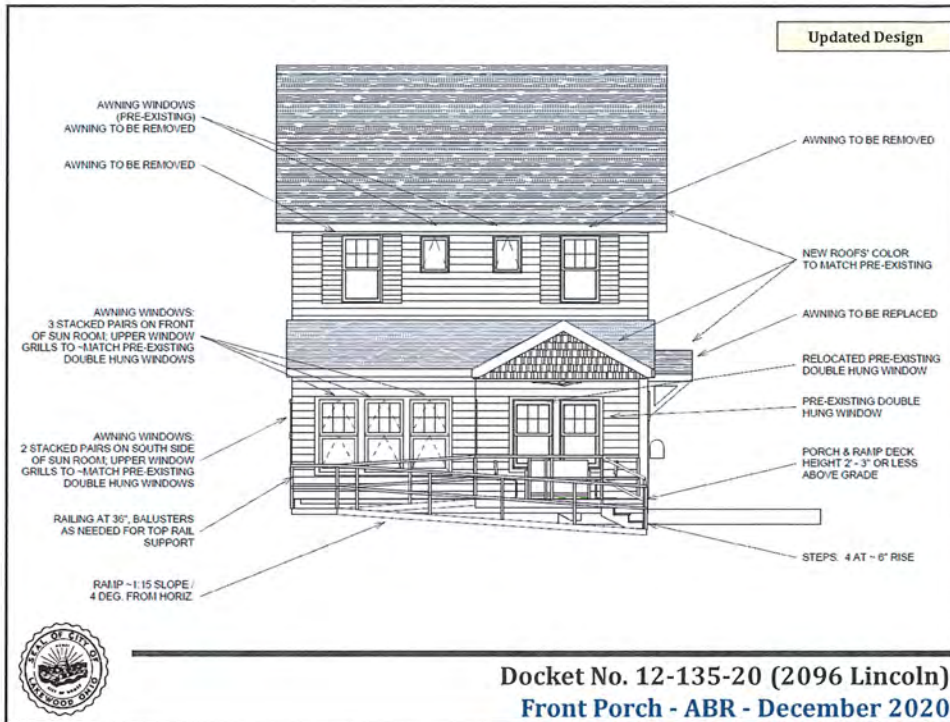 Updated Design
AWNING WINDOWS
(PRE-EXISTING)
AWNING TO BE REMOVED
AWNING TO BE REMOVED
AWNING WINDOWS:
3 STACKED PAIRS ON FRONT
OF SUN ROOM; UPPER WINDOW
GRILLS TO ~MATCH PRE-EXISTING
DOUBLE HUNG WINDOWS
AWNING WINDOWS:
2 STACKED PAIRS ON SOUTH SIDE
OF SUN ROOM; UPPER WINDOW
GRILLS TO ~MATCH PRE-EXISTING
DOUBLE HUNG WINDOWS
RAILING AT 36", BALUSTERS
AS NEEDED FOR TOP RAIL
SUPPORT
RAMP ~1:15 SLOPE /
4 DEG. FROM HORIZ.
AWNING TO BE REMOVED
NEW ROOFS' COLOR
TO MATCH PRE-EXISTING
AWNING TO BE REPLACED
RELOCATED PRE-EXISTING
DOUBLE HUNG WINDOW
PRE-EXISTING DOUBLE
HUNG WINDOW
PORCH & RAMP DECK
HEIGHT 2' - 3" OR LESS
ABOVE GRADE
STEPS: 4 AT ~ 6" RISE
SEAL OF CITY OF
LAKEWOOD OHIO
Docket No. 12-135-20 (2096 Lincoln)
Front Porch - ABR - December 2020